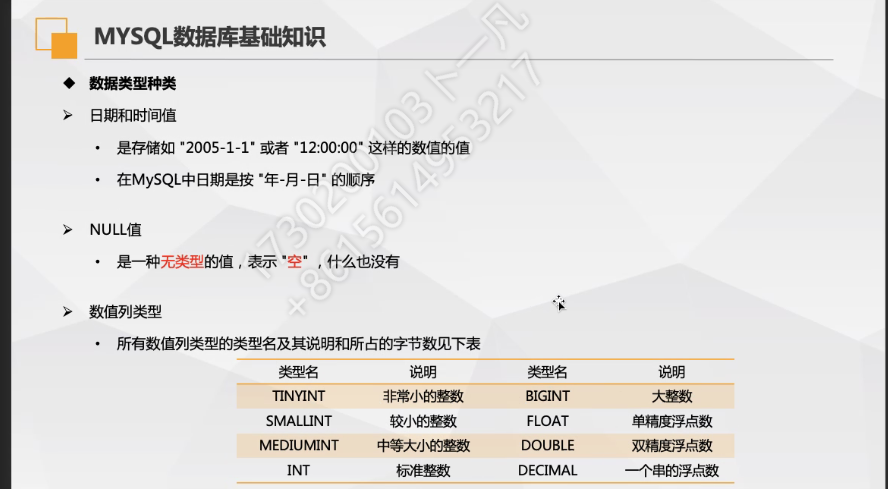 MYSQL数据库基础知识
数据类型种类
日期和时间值
是存储如 "2005-1-1" 或者 "12:00:00" 这样的数值的值
在MySQL中日期是按 "年-月-日" 的顺序
NULL值
是一种无类型的值，表示 "空" ，什么也没有
数值列类型
所有数值列类型的类型名及其说明和所占的字节数见下表
类型名 说明 类型名 说明
TINYINT 非常小的整数 BIGINT 大整数
SMALLINT 较小的整数 FLOAT 单精度浮点数
MEDIUMINT 中等大小的整数 DOUBLE 双精度浮点数
INT 标准整数 DECIMAL 一个串的浮点数
1730200103卜一凡
+8615614953217